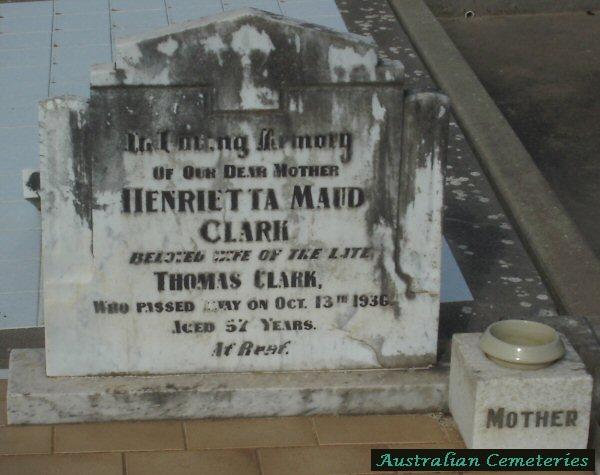 In Loving Memory
OF OUR DEAR MOTHER
HENRIETTA MAUD
CLARK
BELOVED WIFE OF THE LATE
THOMAS CLARK,
WHO PASSED AWAY ON OCT. 13TH 1936
AGED 57 YEARS.
At Rest.
MOTHER
Australian Cemeteries